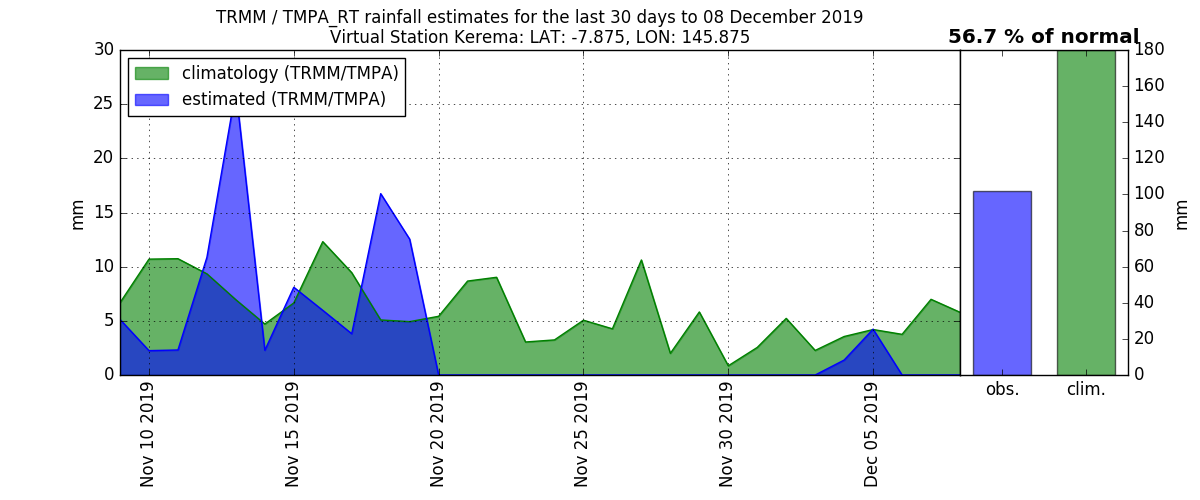 TRMM / TMPA_RT rainfall estimates for the last 30 days to 08 December 2019
Virtual Station Kerema: LAT: -7.875, LON: 145.875
56.7 % of normal
climatology (TRMM/TMPA)
estimated (TRMM/TMPA)
30
25
20
15
10
5
0
mm
Nov 10 2019
Nov 15 2019
Nov 20 2019
Nov 25 2019
Nov 30 2019
Dec 05 2019
obs.
clim.
180
160
140
120
100
80
60
40
20
0
mm